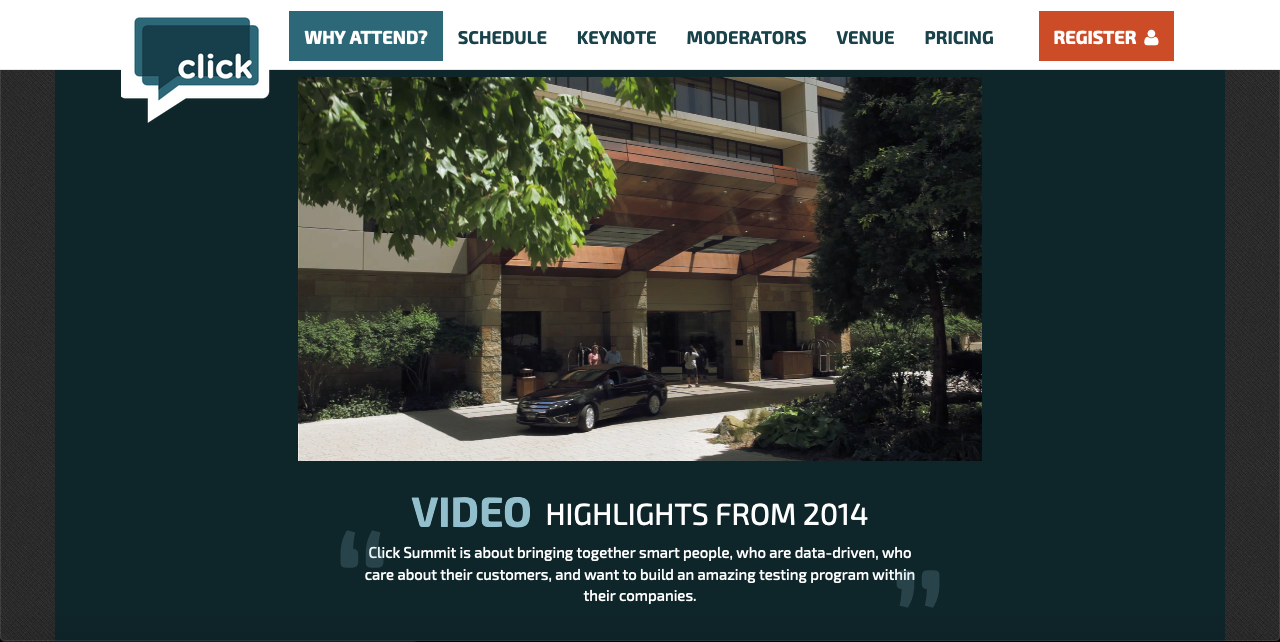 click
WHY ATTEND? SCHEDULE KEYNOTE MODERATORS VENUE PRICING REGISTER
VIDEO HIGHLIGHTS FROM 2014
“
Click Summit is about bringing together smart people, who are data-driven, who
care about their customers, and want to build an amazing testing program within
their companies.
”